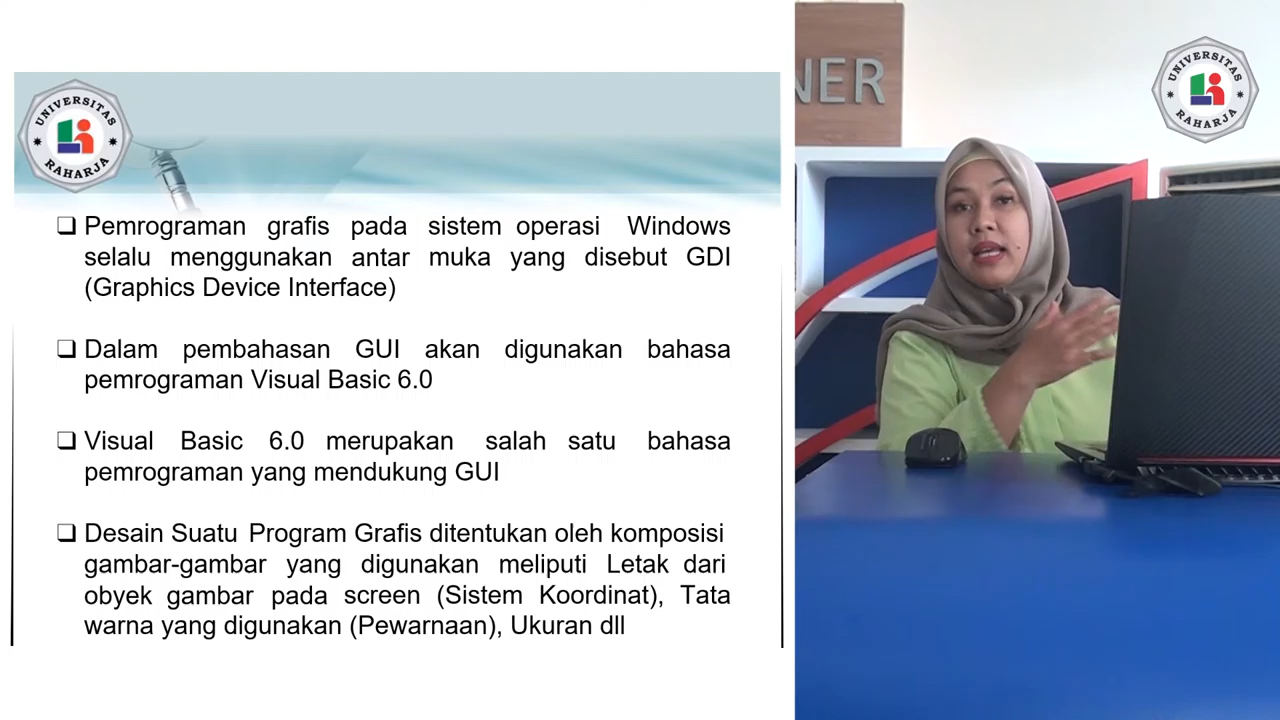 UNIVERSITAS
RAHARJA
Pemrograman grafis pada sistem operasi Windows
selalu menggunakan antar muka yang disebut GDI
(Graphics Device Interface)
Dalam pembahasan GUI akan digunakan bahasa
pemrograman Visual Basic 6.0
Visual Basic 6.0 merupakan salah satu bahasa
pemrograman yang mendukung GUI
Desain Suatu Program Grafis ditentukan oleh komposisi
gambar-gambar yang digunakan meliputi Letak dari
obyek gambar pada screen (Sistem Koordinat), Tata
warna yang digunakan (Pewarnaan), Ukuran dll
NER
UNIVERSITAS
RAHARJA